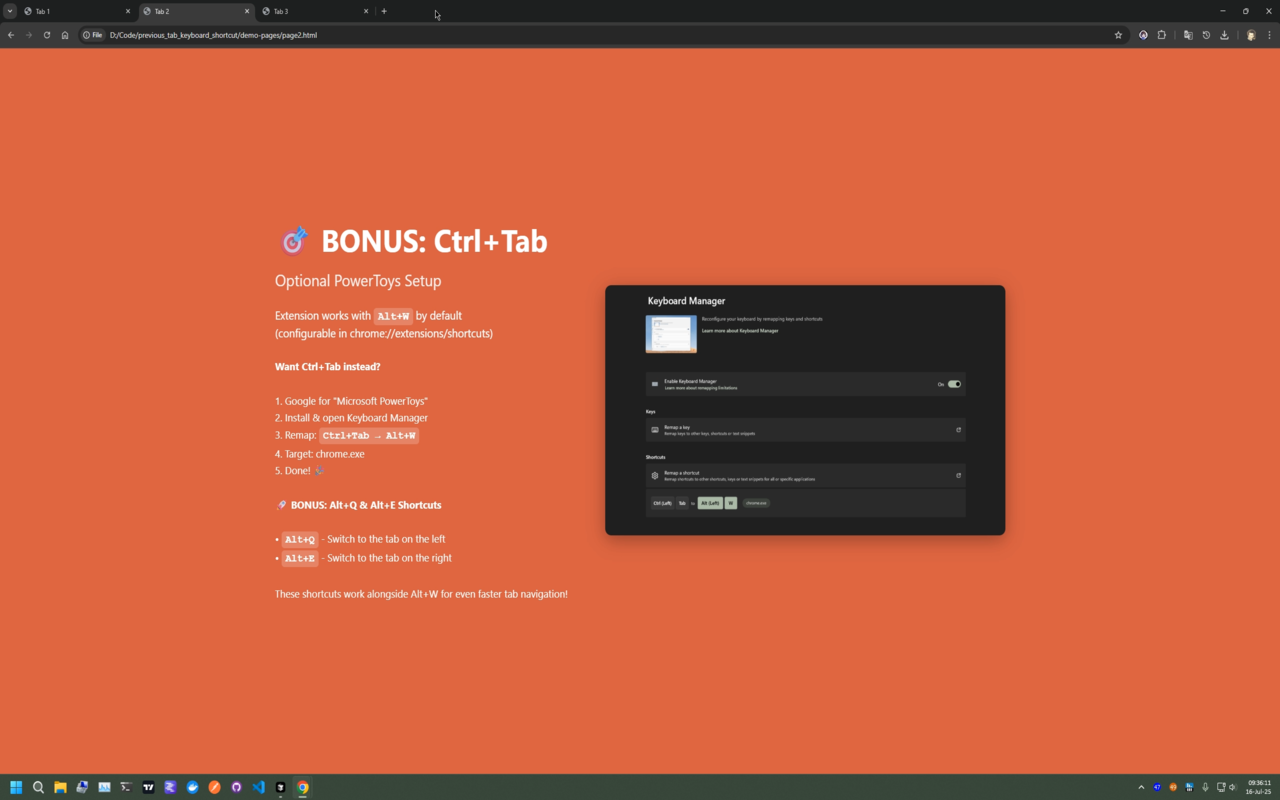 Tab 1
Tab 2
Tab 3
File
D:/Code/previous_tab_keyboard_shortcut/demo-pages/page2.html
🎯 BONUS: Ctrl+Tab
Optional PowerToys Setup
Extension works with Alt+W by default
(configurable in chrome://extensions/shortcuts)
Want Ctrl+Tab instead?
1. Google for "Microsoft PowerToys"
2. Install & open Keyboard Manager
3. Remap: Ctrl+Tab → Alt+W
4. Target: chrome.exe
5. Done!
🚀 BONUS: Alt+Q & Alt+E Shortcuts
• Alt+Q - Switch to the tab on the left
• Alt+E - Switch to the tab on the right
These shortcuts work alongside Alt+W for even faster tab navigation!
Keyboard Manager
Reconfigure your keyboard by remapping keys and shortcuts
Learn more about Keyboard Manager
Enable Keyboard Manager
Learn more about remapping limitations
On
Keys
Remap a key
Remap keys to other keys, shortcuts or text snippets
Shortcuts
Remap a shortcut
Remap shortcuts to other shortcuts, keys or text snippets for all or specific applications
Ctrl (Left) Tab to Alt (Left) W chrome.exe
09:36:11
16-Jul-25